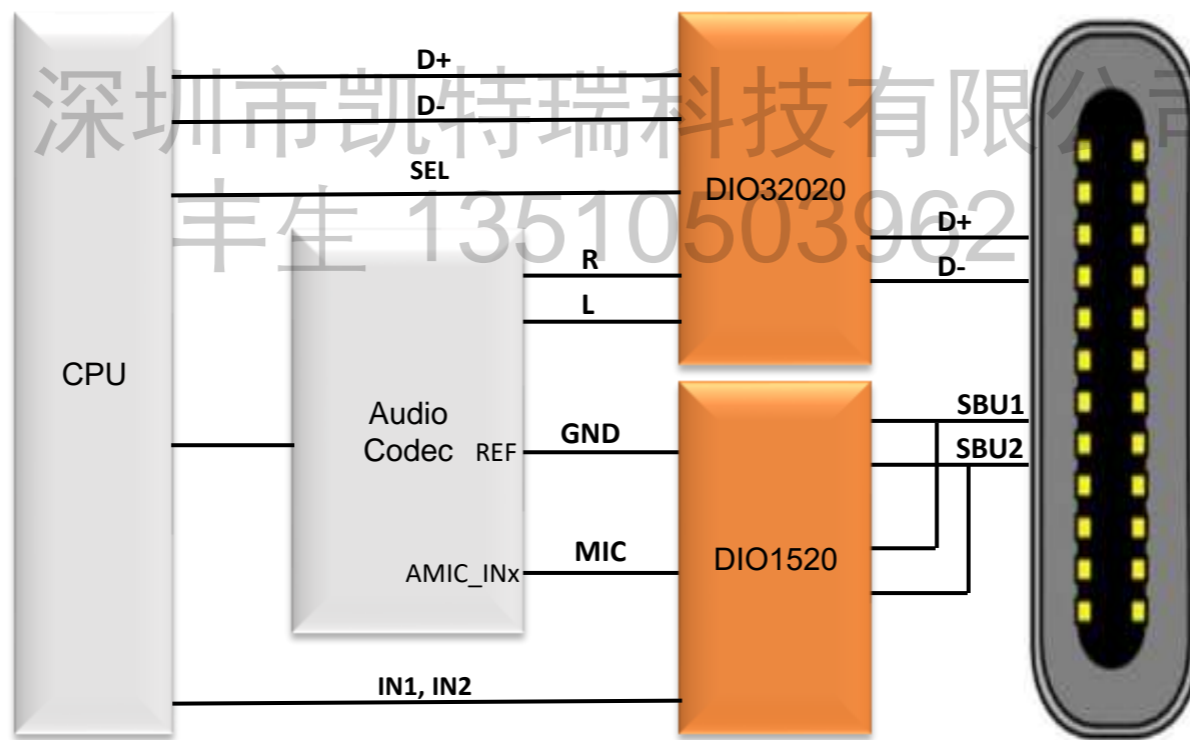 D+
深圳市凯特瑞科技有限公司
D-
SEL
DIO32020
丰生 13510503962
D+
R
D-
L
CPU
Audio
Codec
REF
GND
SBU1
SBU2
MIC
DIO1520
AMIC_INx
IN1, IN2